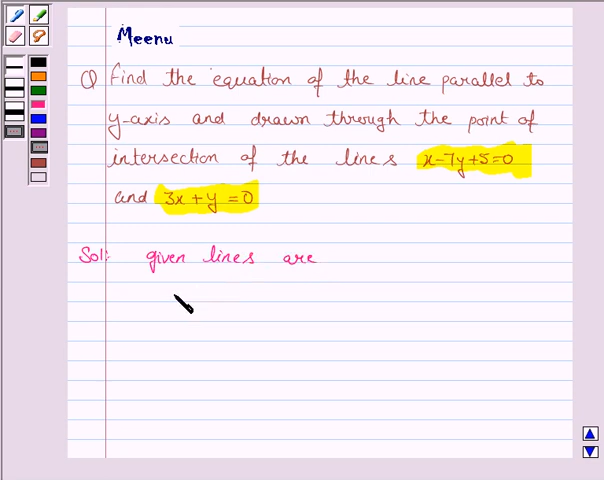 Meenu
Q Find the equation of the line parallel to
y-axis and drawn through the point of
intersection of the lines x-7y+5=0
and 3x+y=0
Sol: given lines are